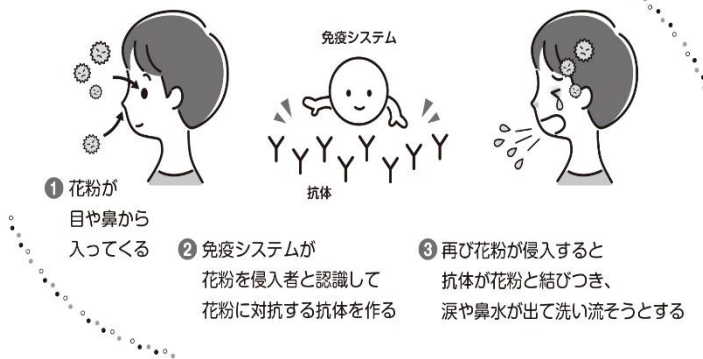 免疫システム
抗体
❶ 花粉が
目や鼻から
入ってくる
❷ 免疫システムが
花粉を侵入者と認識して
花粉に対抗する抗体を作る
❸ 再び花粉が侵入すると
抗体が花粉と結びつき、
涙や鼻水が出て洗い流そうとする